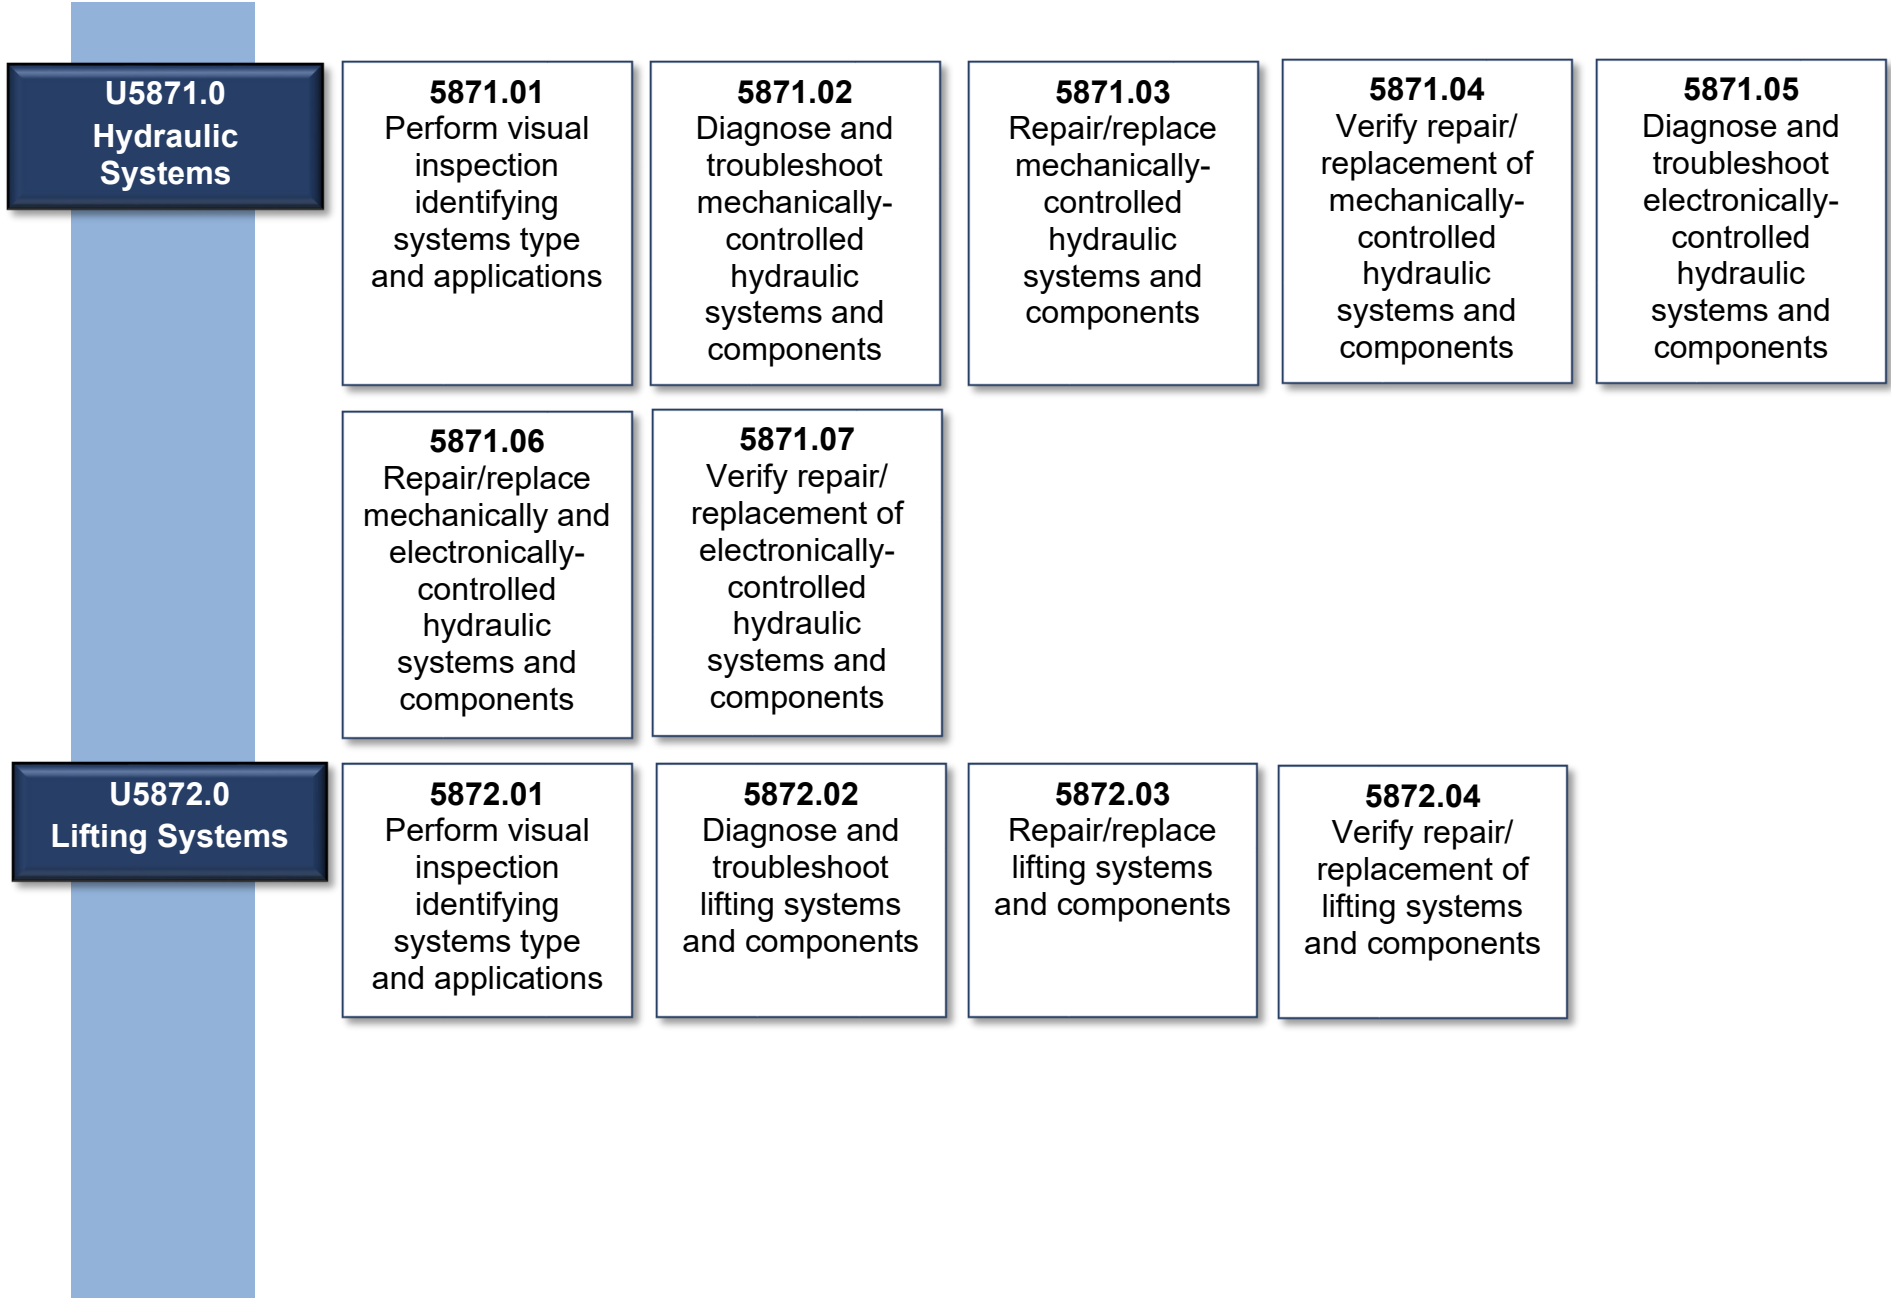 U5871.0
Hydraulic
Systems
5871.01
Perform visual
inspection
identifying
systems type
and applications
5871.02
Diagnose and
troubleshoot
mechanically-
controlled
hydraulic
systems and
components
5871.03
Repair/replace
mechanically-
controlled
hydraulic
systems and
components
5871.04
Verify repair/
replacement of
mechanically-
controlled
hydraulic
systems and
components
5871.05
Diagnose and
troubleshoot
electronically-
controlled
hydraulic
systems and
components
5871.06
Repair/replace
mechanically and
electronically-
controlled
hydraulic
systems and
components
5871.07
Verify repair/
replacement of
electronically-
controlled
hydraulic
systems and
components
U5872.0
Lifting Systems
5872.01
Perform visual
inspection
identifying
systems type
and applications
5872.02
Diagnose and
troubleshoot
lifting systems
and components
5872.03
Repair/replace
lifting systems
and components
5872.04
Verify repair/
replacement of
lifting systems
and components